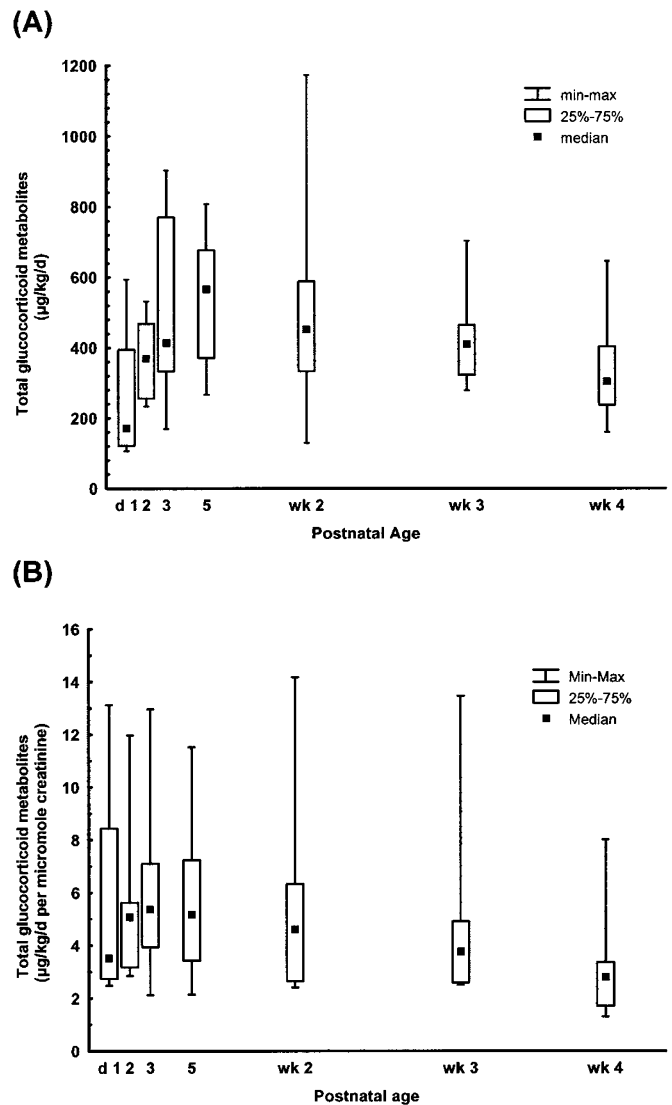 (A)
1200
1000
800
600
400
200
0
Total glucocorticoid metabolites
(µg/kg/d)
min-max
25%-75%
median
d 1 2 3 5 wk 2 wk 3 wk 4
Postnatal Age
(B)
16
14
12
10
8
6
4
2
0
Total glucocorticoid metabolites
(µg/kg/d per micromole creatinine)
Min-Max
25%-75%
Median
d 1 2 3 5 wk 2 wk 3 wk 4
Postnatal age